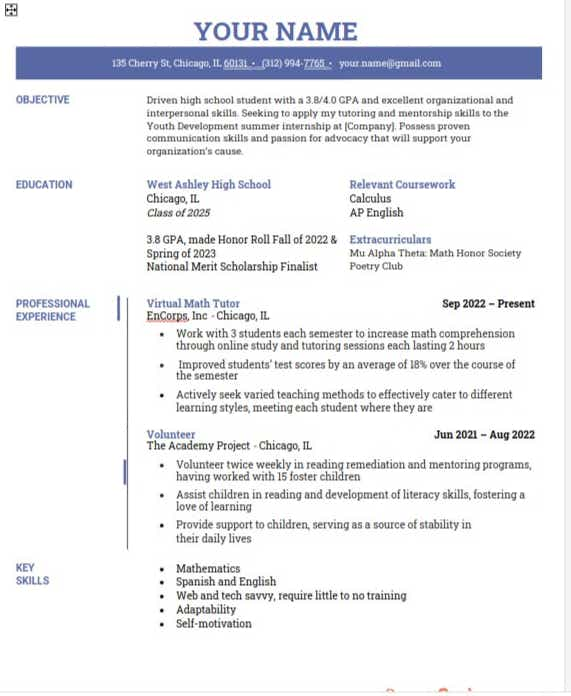 YOUR NAME
135 Cherry St, Chicago, IL 60131 • (312) 994-7765 • your.name@gmail.com
OBJECTIVE
Driven high school student with a 3.8/4.0 GPA and excellent organizational and
interpersonal skills. Seeking to apply my tutoring and mentorship skills to the
Youth Development summer internship at [Company]. Possess proven
communication skills and passion for advocacy that will support your
organization's cause.
EDUCATION
West Ashley High School
Chicago, IL
Class of 2025
3.8 GPA, made Honor Roll Fall of 2022 &
Spring of 2023
National Merit Scholarship Finalist
Relevant Coursework
Calculus
AP English
Extracurriculars
Mu Alpha Theta: Math Honor Society
Poetry Club
PROFESSIONAL
EXPERIENCE
Virtual Math Tutor Sep 2022 – Present
EnCorps, Inc • Chicago, IL
• Work with 3 students each semester to increase math comprehension
through online study and tutoring sessions each lasting 2 hours
• Improved students' test scores by an average of 18% over the course of
the semester
• Actively seek varied teaching methods to effectively cater to different
learning styles, meeting each student where they are
Volunteer Jun 2021 – Aug 2022
The Academy Project • Chicago, IL
• Volunteer twice weekly in reading remediation and mentoring programs,
having worked with 15 foster children
• Assist children in reading and development of literacy skills, fostering a
love of learning
• Provide support to children, serving as a source of stability in
their daily lives
KEY
SKILLS
• Mathematics
• Spanish and English
• Web and tech savvy, require little to no training
• Adaptability
• Self-motivation